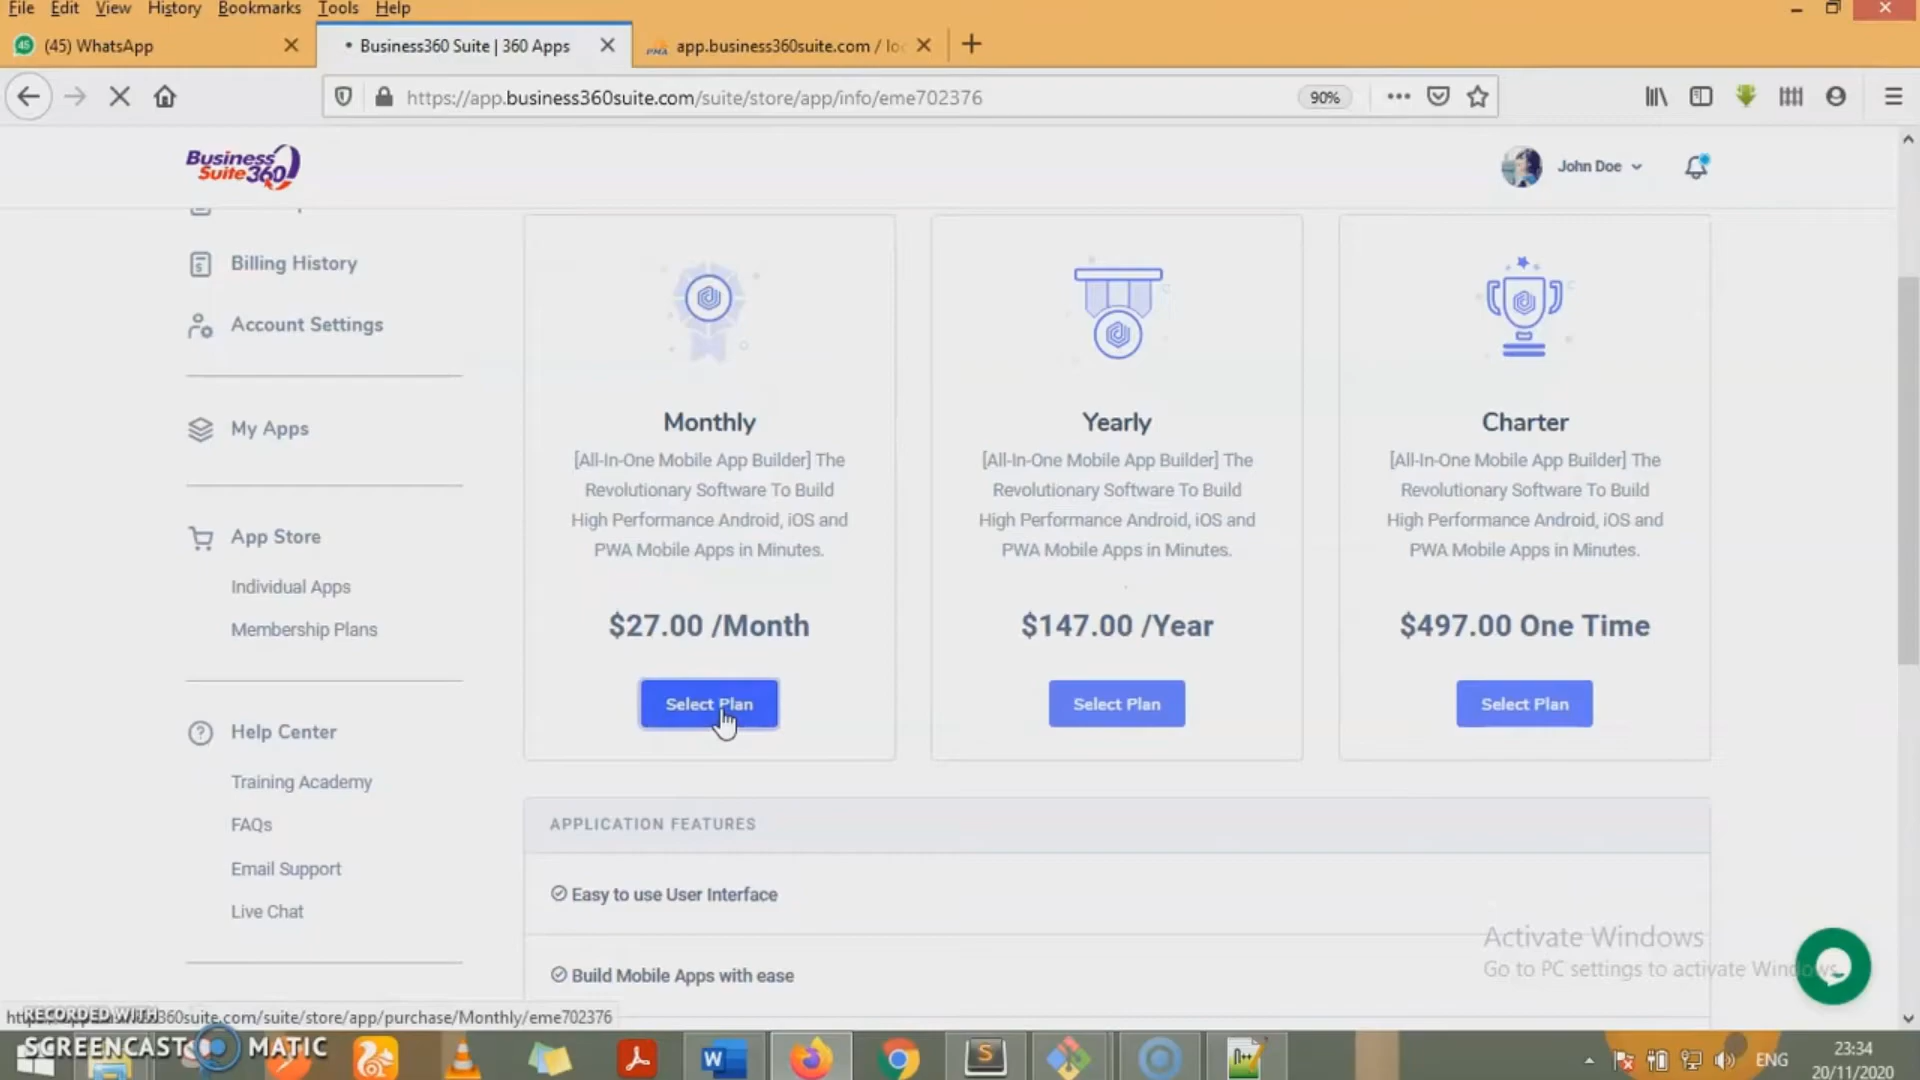 File Edit View History Bookmarks Tools Help
(45) WhatsApp
Business360 Suite | 360 Apps
app.business360suite.com / lo
https://app.business360suite.com/suite/store/app/info/eme702376
90%
Business
Suite360
John Doe
Billing History
Account Settings
My Apps
App Store
Individual Apps
Membership Plans
Help Center
Training Academy
FAQs
Email Support
Live Chat
Monthly
[All-In-One Mobile App Builder] The
Revolutionary Software To Build
High Performance Android, iOS and
PWA Mobile Apps in Minutes.
$27.00 /Month
Select Plan
Yearly
[All-In-One Mobile App Builder] The
Revolutionary Software To Build
High Performance Android, iOS and
PWA Mobile Apps in Minutes.
$147.00 /Year
Select Plan
Charter
[All-In-One Mobile App Builder] The
Revolutionary Software To Build
High Performance Android, iOS and
PWA Mobile Apps in Minutes.
$497.00 One Time
Select Plan
APPLICATION FEATURES
Easy to use User Interface
Build Mobile Apps with ease
Activate Windows
Go to PC settings to activate Windows.
360suite.com/suite/store/app/purchase/Monthly/eme702376
RECORDED WITH
SCREENCAST MATIC
ENG
23:34
20/11/2020